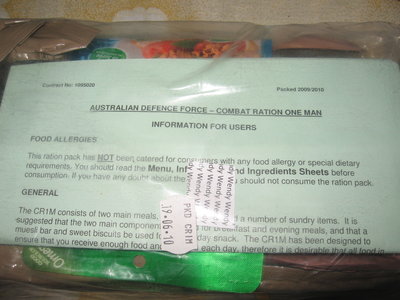 Contract No: 1095020 Packed 2009/2010
AUSTRALIAN DEFENCE FORCE – COMBAT RATION ONE MAN
INFORMATION FOR USERS
FOOD ALLERGIES
This ration pack has NOT been catered for consumers with any food allergy or special dietary
requirements. You should read the Menu, Inf and Ingredients Sheets before
consumption. If you have any doubt about the should not consume the ration pack.
GENERAL
The CR1M consists of two main meals, a number of sundry items. It is
suggested that the two main component for breakfast and evening meals, and that a
muesli bar and sweet biscuits be used day snack. The CR1M has been designed to
ensure that you receive enough food and each day, therefore it is desirable that all food in
Wendy Wendy Wendy
PKD CR1M
19-06-10